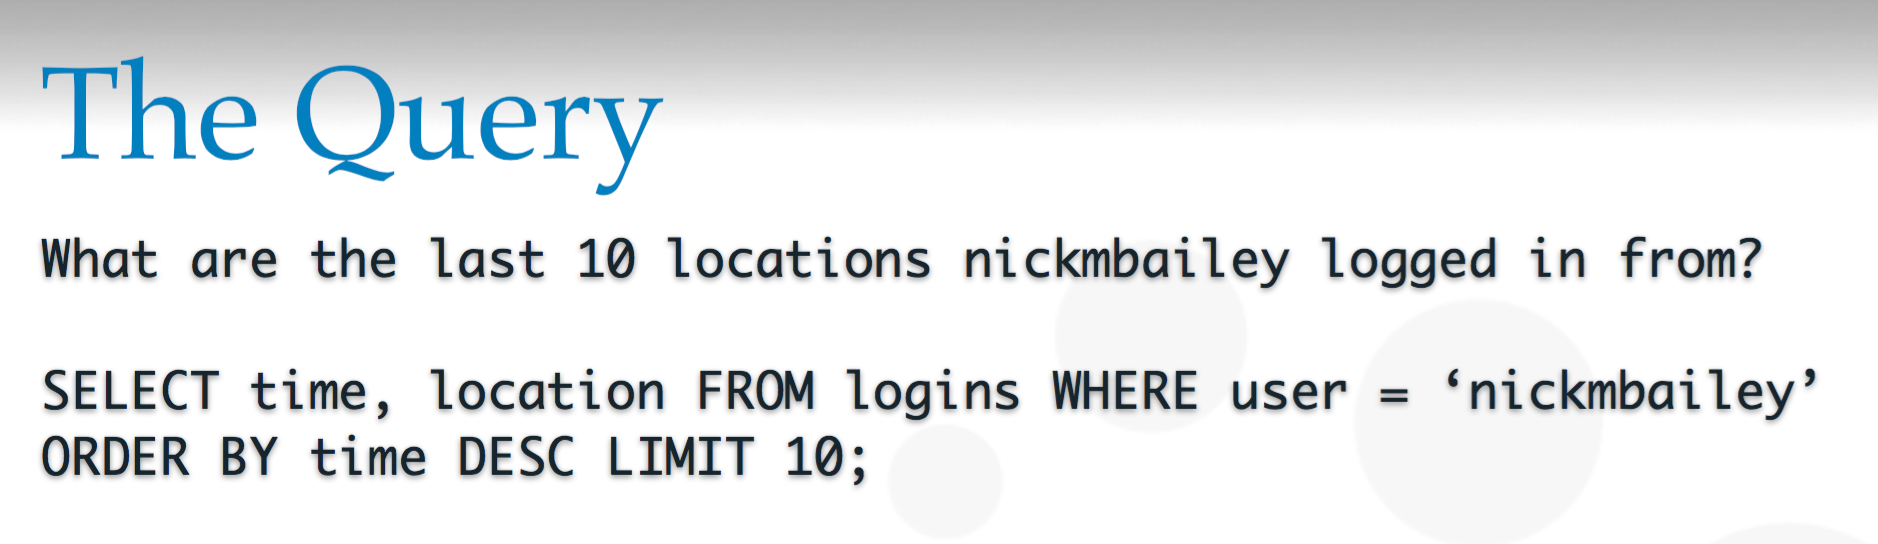 The Query
What are the last 10 locations nickmbailey logged in from?
SELECT time, location FROM logins WHERE user = ‘nickmbailey’
ORDER BY time DESC LIMIT 10;